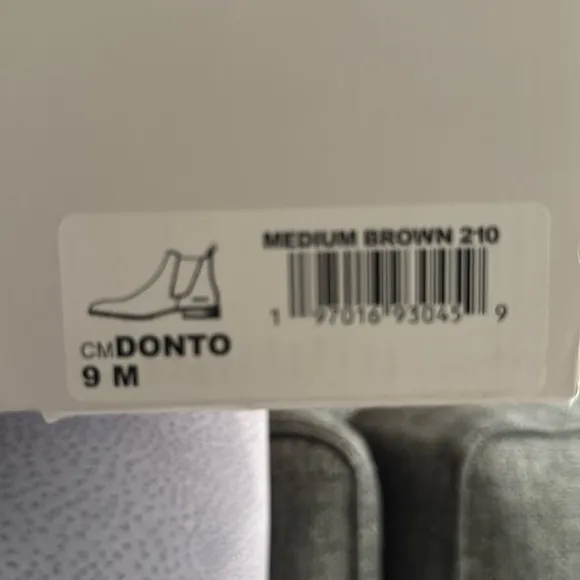 MEDIUM BROWN 210
1 97016 93045 9
CMDONTO
9 M